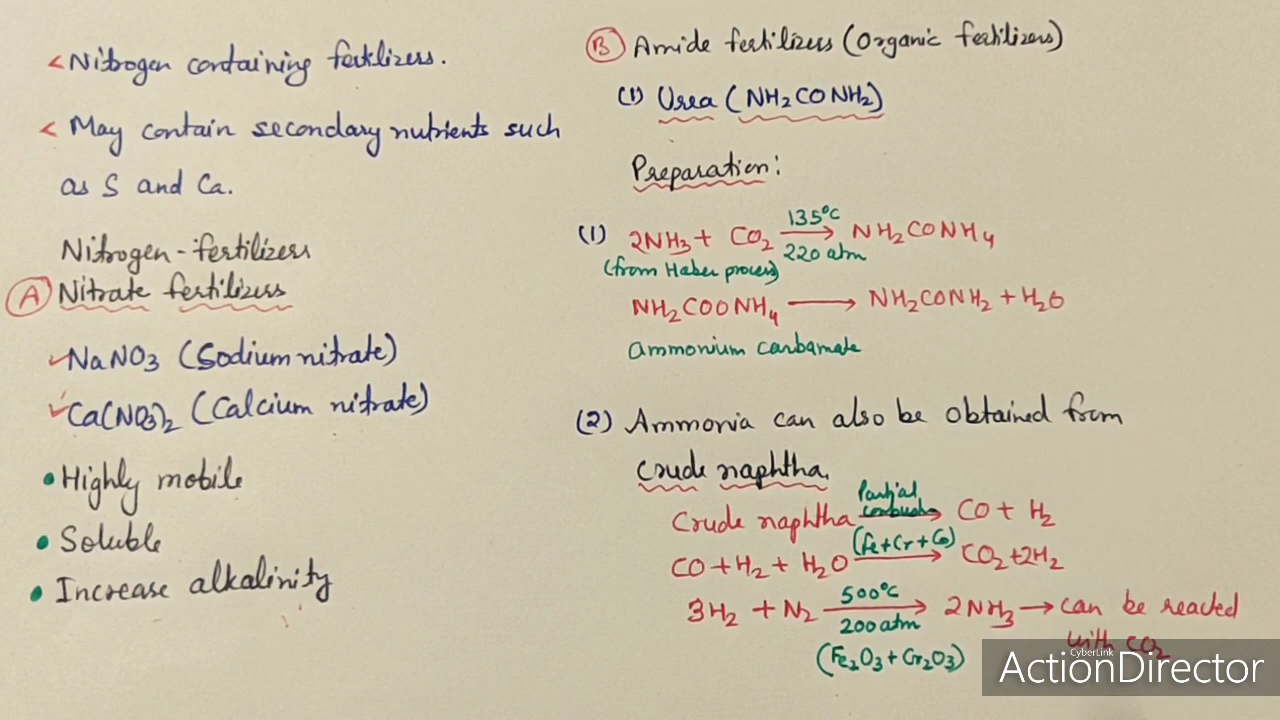 Nitrogen containing fertilizers.
May contain secondary nutrients such
as S and Ca.
Nitrogen-fertilizers
(A) Nitrate fertilizers
NaNO3 (Sodium nitrate)
Ca(NO3)2 (Calcium nitrate)
• Highly mobile
• Soluble
• Increase alkalinity
(B) Amide fertilizers (Organic fertilizers)
(1) Urea (NH2CONH2)
Preparation:
135°C
(1) 2NH3 + CO2 → NH2CONH4
220 atm
(from Haber process)
NH2COONH4 → NH2CONH2 + H2O
ammonium carbamate
(2) Ammonia can also be obtained from
Crude naphtha.
Partial
combustn
Crude naphtha → CO + H2
(Fe+Cr+Co)
CO + H2 + H2O → CO2+2H2
500°C
3H2 + N2 → 2NH3 → can be reacted
200 atm
with CO2
(Fe2O3 + Cr2O3)
CyberLink
ActionDirector